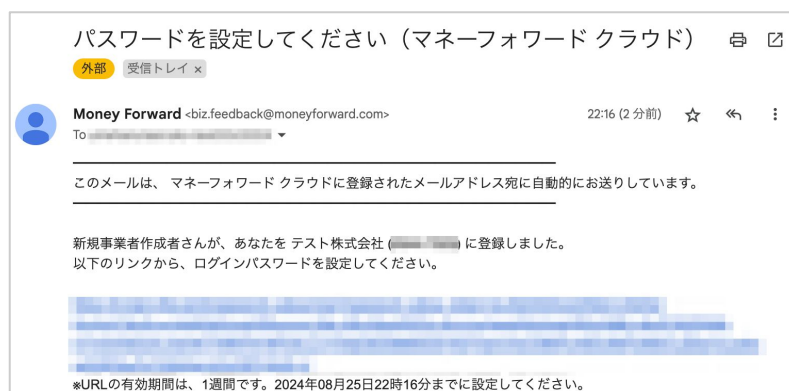 パスワードを設定してください（マネーフォワード クラウド）
外部 受信トレイ ×
Money Forward <biz.feedback@moneyforward.com> 22:16 (2 分前)
To
このメールは、 マネーフォワード クラウドに登録されたメールアドレス宛に自動的にお送りしています。
新規事業者作成者さんが、あなたを テスト株式会社 ( ) に登録しました。
以下のリンクから、ログインパスワードを設定してください。
※URLの有効期間は、1週間です。2024年08月25日22時16分までに設定してください。